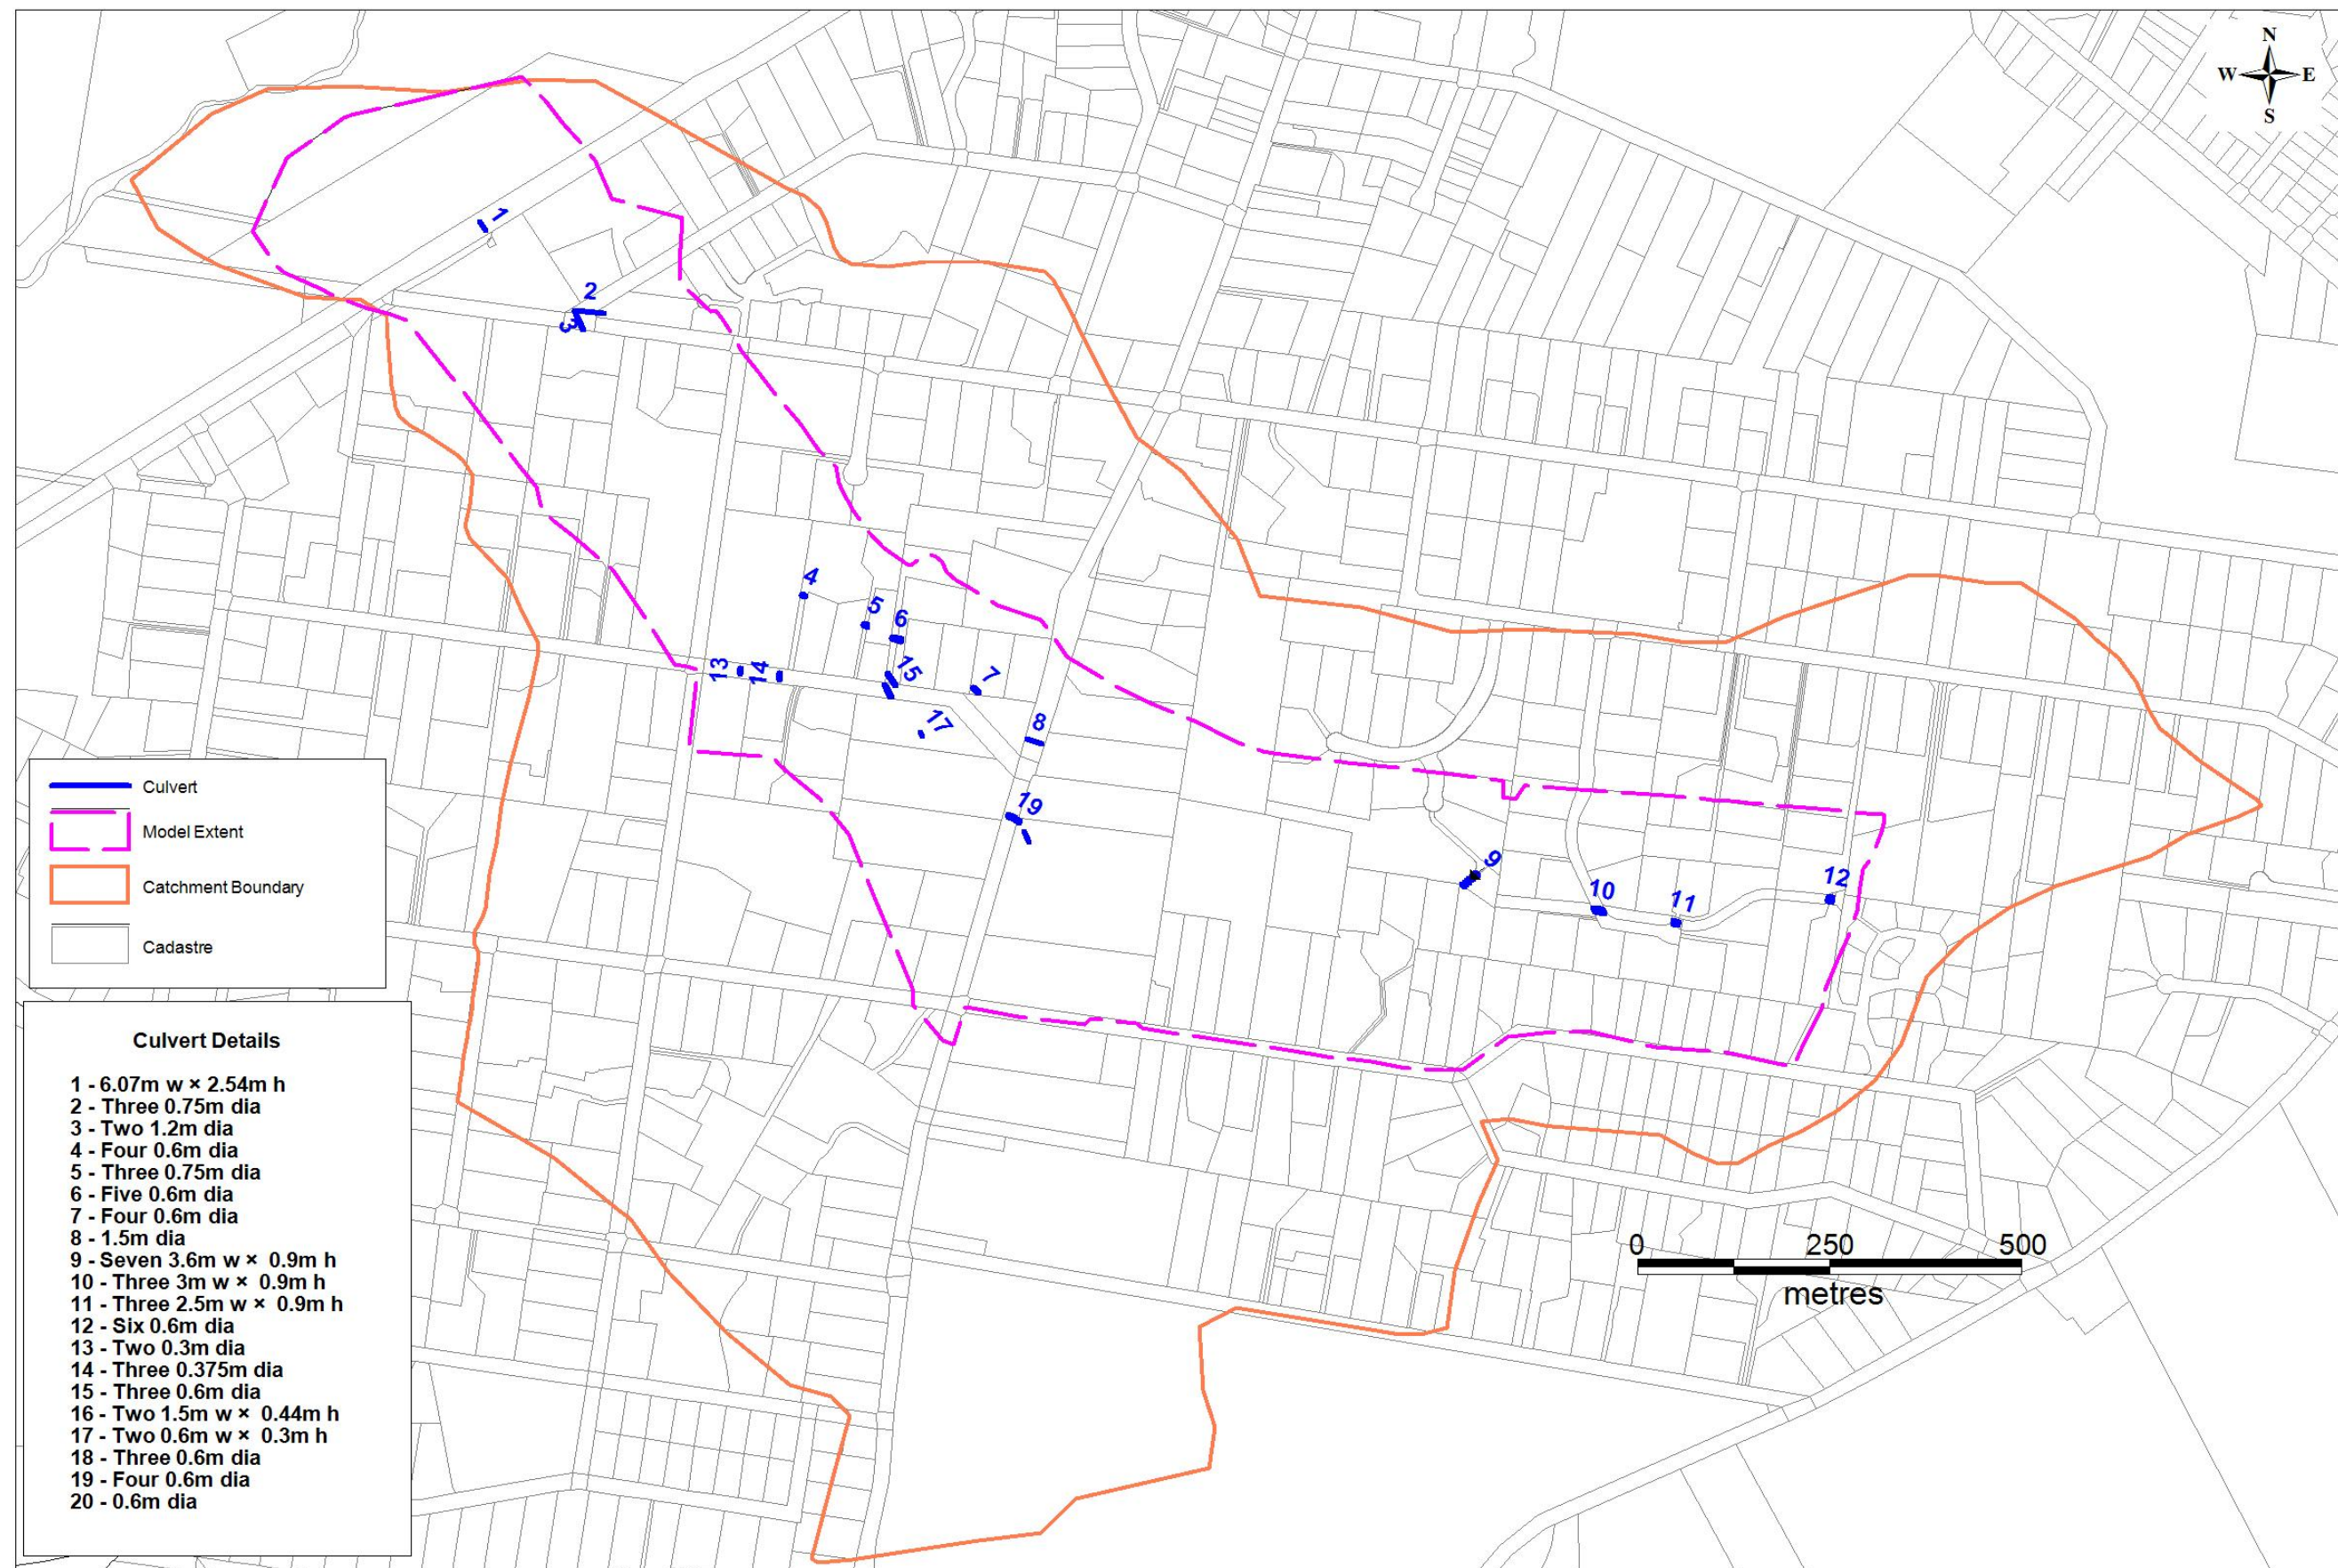 N
W E
S
1
2
3
4
5
6
13
14
15
7
17
8
19
9
10
11
12
Culvert
Model Extent
Catchment Boundary
Cadastre
Culvert Details
1 - 6.07m w × 2.54m h
2 - Three 0.75m dia
3 - Two 1.2m dia
4 - Four 0.6m dia
5 - Three 0.75m dia
6 - Five 0.6m dia
7 - Four 0.6m dia
8 - 1.5m dia
9 - Seven 3.6m w × 0.9m h
10 - Three 3m w × 0.9m h
11 - Three 2.5m w × 0.9m h
12 - Six 0.6m dia
13 - Two 0.3m dia
14 - Three 0.375m dia
15 - Three 0.6m dia
16 - Two 1.5m w × 0.44m h
17 - Two 0.6m w × 0.3m h
18 - Three 0.6m dia
19 - Four 0.6m dia
20 - 0.6m dia
0 250 500
metres